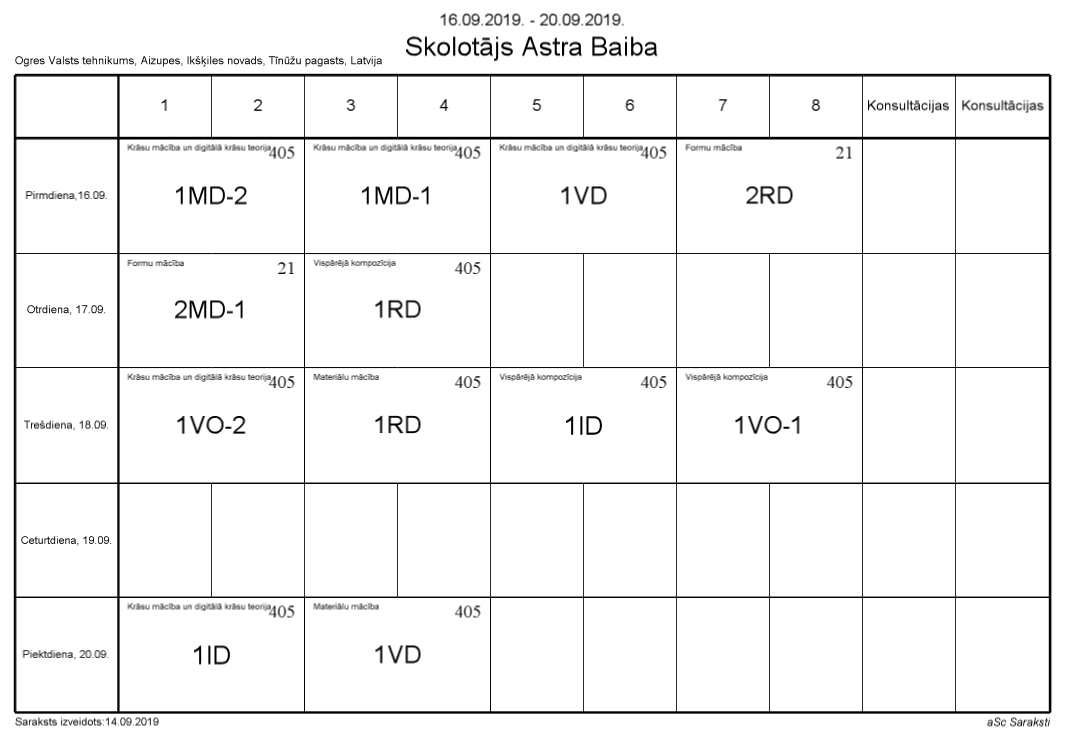 16.09.2019. - 20.09.2019.
Skolotājs Astra Baiba
Ogres Valsts tehnikums, Aizupes, Ikšķiles novads, Tīnūžu pagasts, Latvija
1 2 3 4 5 6 7 8 Konsultācijas Konsultācijas
Pirmdiena,16.09.
Krāsu mācība un digitālā krāsu teorija 405
1MD-2
Krāsu mācība un digitālā krāsu teorija 405
1MD-1
Krāsu mācība un digitālā krāsu teorija 405
1VD
Formu mācība 21
2RD
Otrdiena, 17.09.
Formu mācība 21
2MD-1
Vispārējā kompozīcija 405
1RD
Trešdiena, 18.09.
Krāsu mācība un digitālā krāsu teorija 405
1VO-2
Materiālu mācība 405
1RD
Vispārējā kompozīcija 405
1ID
Vispārējā kompozīcija 405
1VO-1
Ceturtdiena, 19.09.
Piektdiena, 20.09.
Krāsu mācība un digitālā krāsu teorija 405
1ID
Materiālu mācība 405
1VD
Saraksts izveidots:14.09.2019
aSc Saraksti